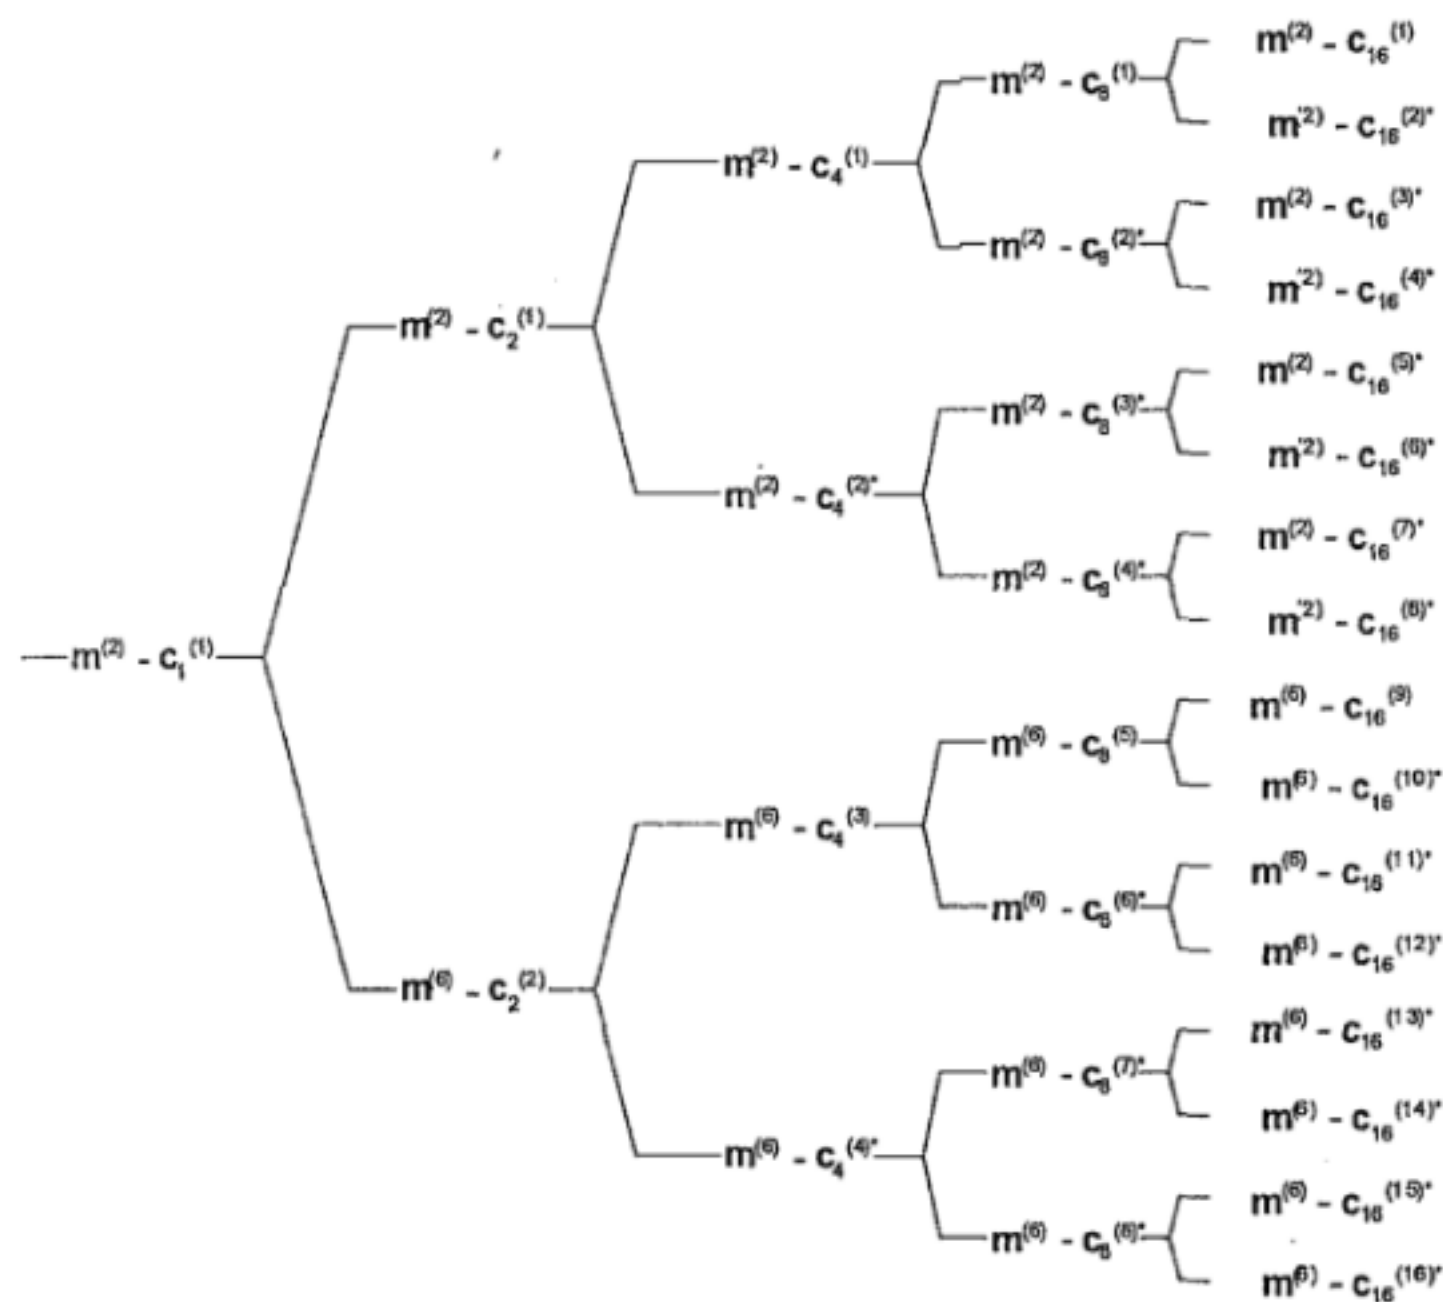 m(2) - c16(1)
m(2) - c8(1)
m(2) - c16(2)*
m(2) - c4(1)
m(2) - c16(3)*
m(2) - c8(2)*
m(2) - c16(4)*
m(2) - c2(1)
m(2) - c16(5)*
m(2) - c8(3)*
m(2) - c16(6)*
m(2) - c4(2)*
m(2) - c16(7)*
m(2) - c8(4)*
m(2) - c16(8)*
m(2) - c1(1)
m(6) - c16(9)
m(6) - c8(5)
m(6) - c16(10)*
m(6) - c4(3)
m(6) - c16(11)*
m(6) - c8(6)*
m(6) - c16(12)*
m(6) - c2(2)
m(6) - c16(13)*
m(6) - c8(7)*
m(6) - c16(14)*
m(6) - c4(4)*
m(6) - c16(15)*
m(6) - c8(8)*
m(6) - c16(16)*